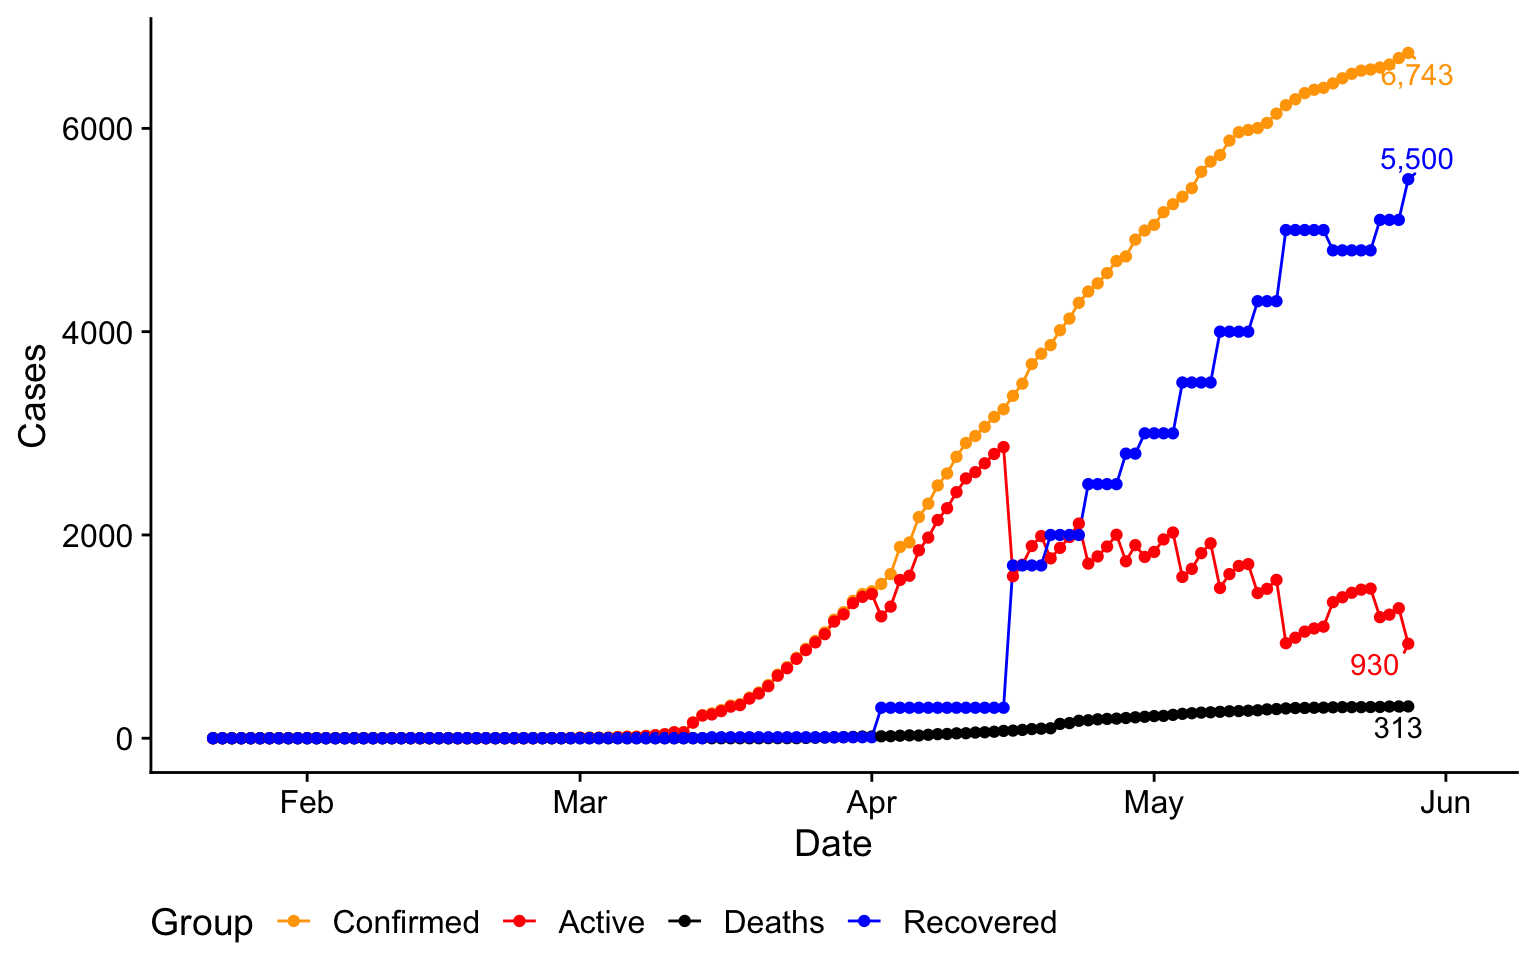 6,743
6000
5,500
4000
Cases
2000
930
313
0
Feb Mar Apr May Jun
Date
Group Confirmed Active Deaths Recovered